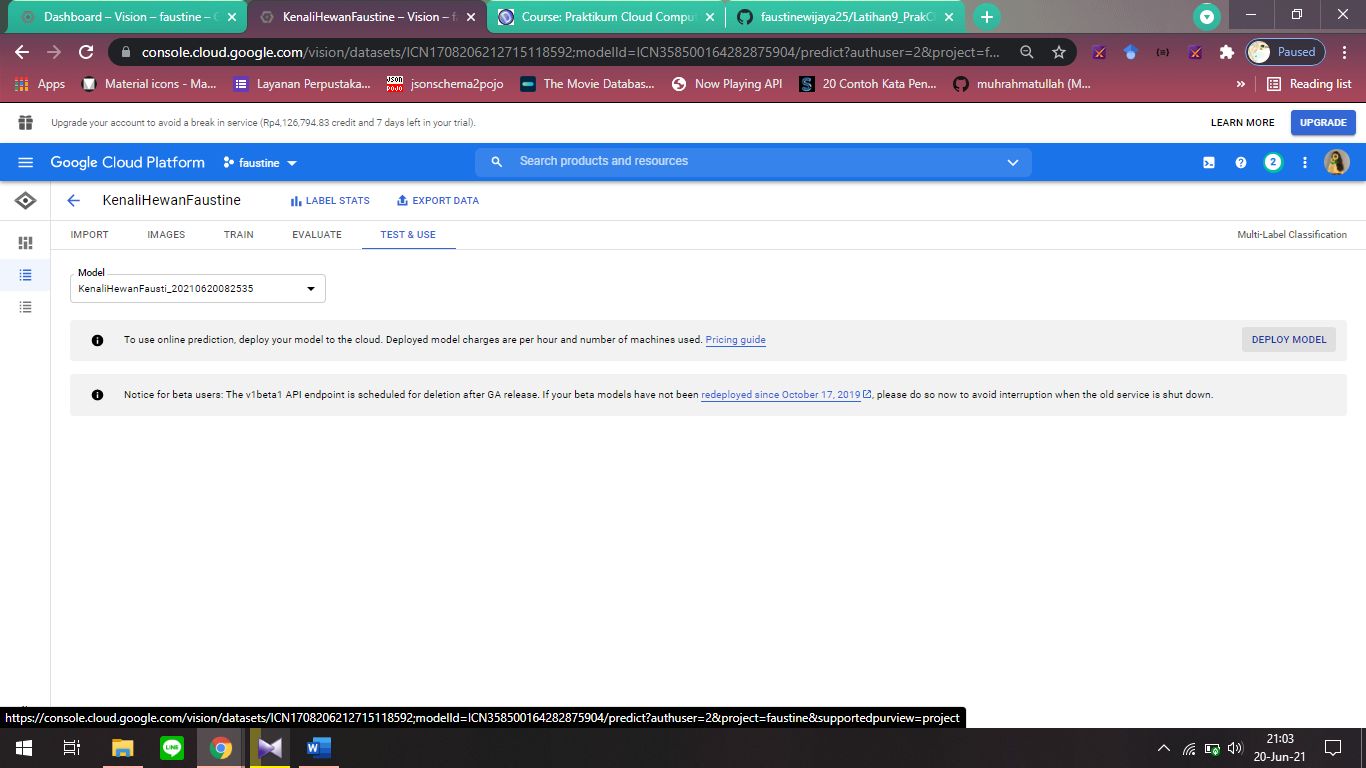 Dashboard – Vision – faustine –
KenaliHewanFaustine – Vision – f
Course: Praktikum Cloud Comput
faustinewijaya25/Latihan9_PrakC
console.cloud.google.com/vision/datasets/ICN1708206212715118592;modelId=ICN358500164282875904/predict?authuser=2&project=f...
Paused
Apps
Material icons - Ma...
Layanan Perpustaka...
JSON
POJO
jsonschema2pojo
The Movie Databas...
Now Playing API
20 Contoh Kata Pen...
muhrahmatullah (M...
»
Reading list
Upgrade your account to avoid a break in service (Rp4,126,794.83 credit and 7 days left in your trial).
LEARN MORE
UPGRADE
Google Cloud Platform
faustine
Search products and resources
2
KenaliHewanFaustine
LABEL STATS
EXPORT DATA
IMPORT
IMAGES
TRAIN
EVALUATE
TEST & USE
Multi-Label Classification
Model
KenaliHewanFausti_20210620082535
To use online prediction, deploy your model to the cloud. Deployed model charges are per hour and number of machines used. Pricing guide
DEPLOY MODEL
Notice for beta users: The v1beta1 API endpoint is scheduled for deletion after GA release. If your beta models have not been redeployed since October 17, 2019, please do so now to avoid interruption when the old service is shut down.
https://console.cloud.google.com/vision/datasets/ICN1708206212715118592;modelId=ICN358500164282875904/predict?authuser=2&project=faustine&supportedpurview=project
LINE
W
21:03
20-Jun-21